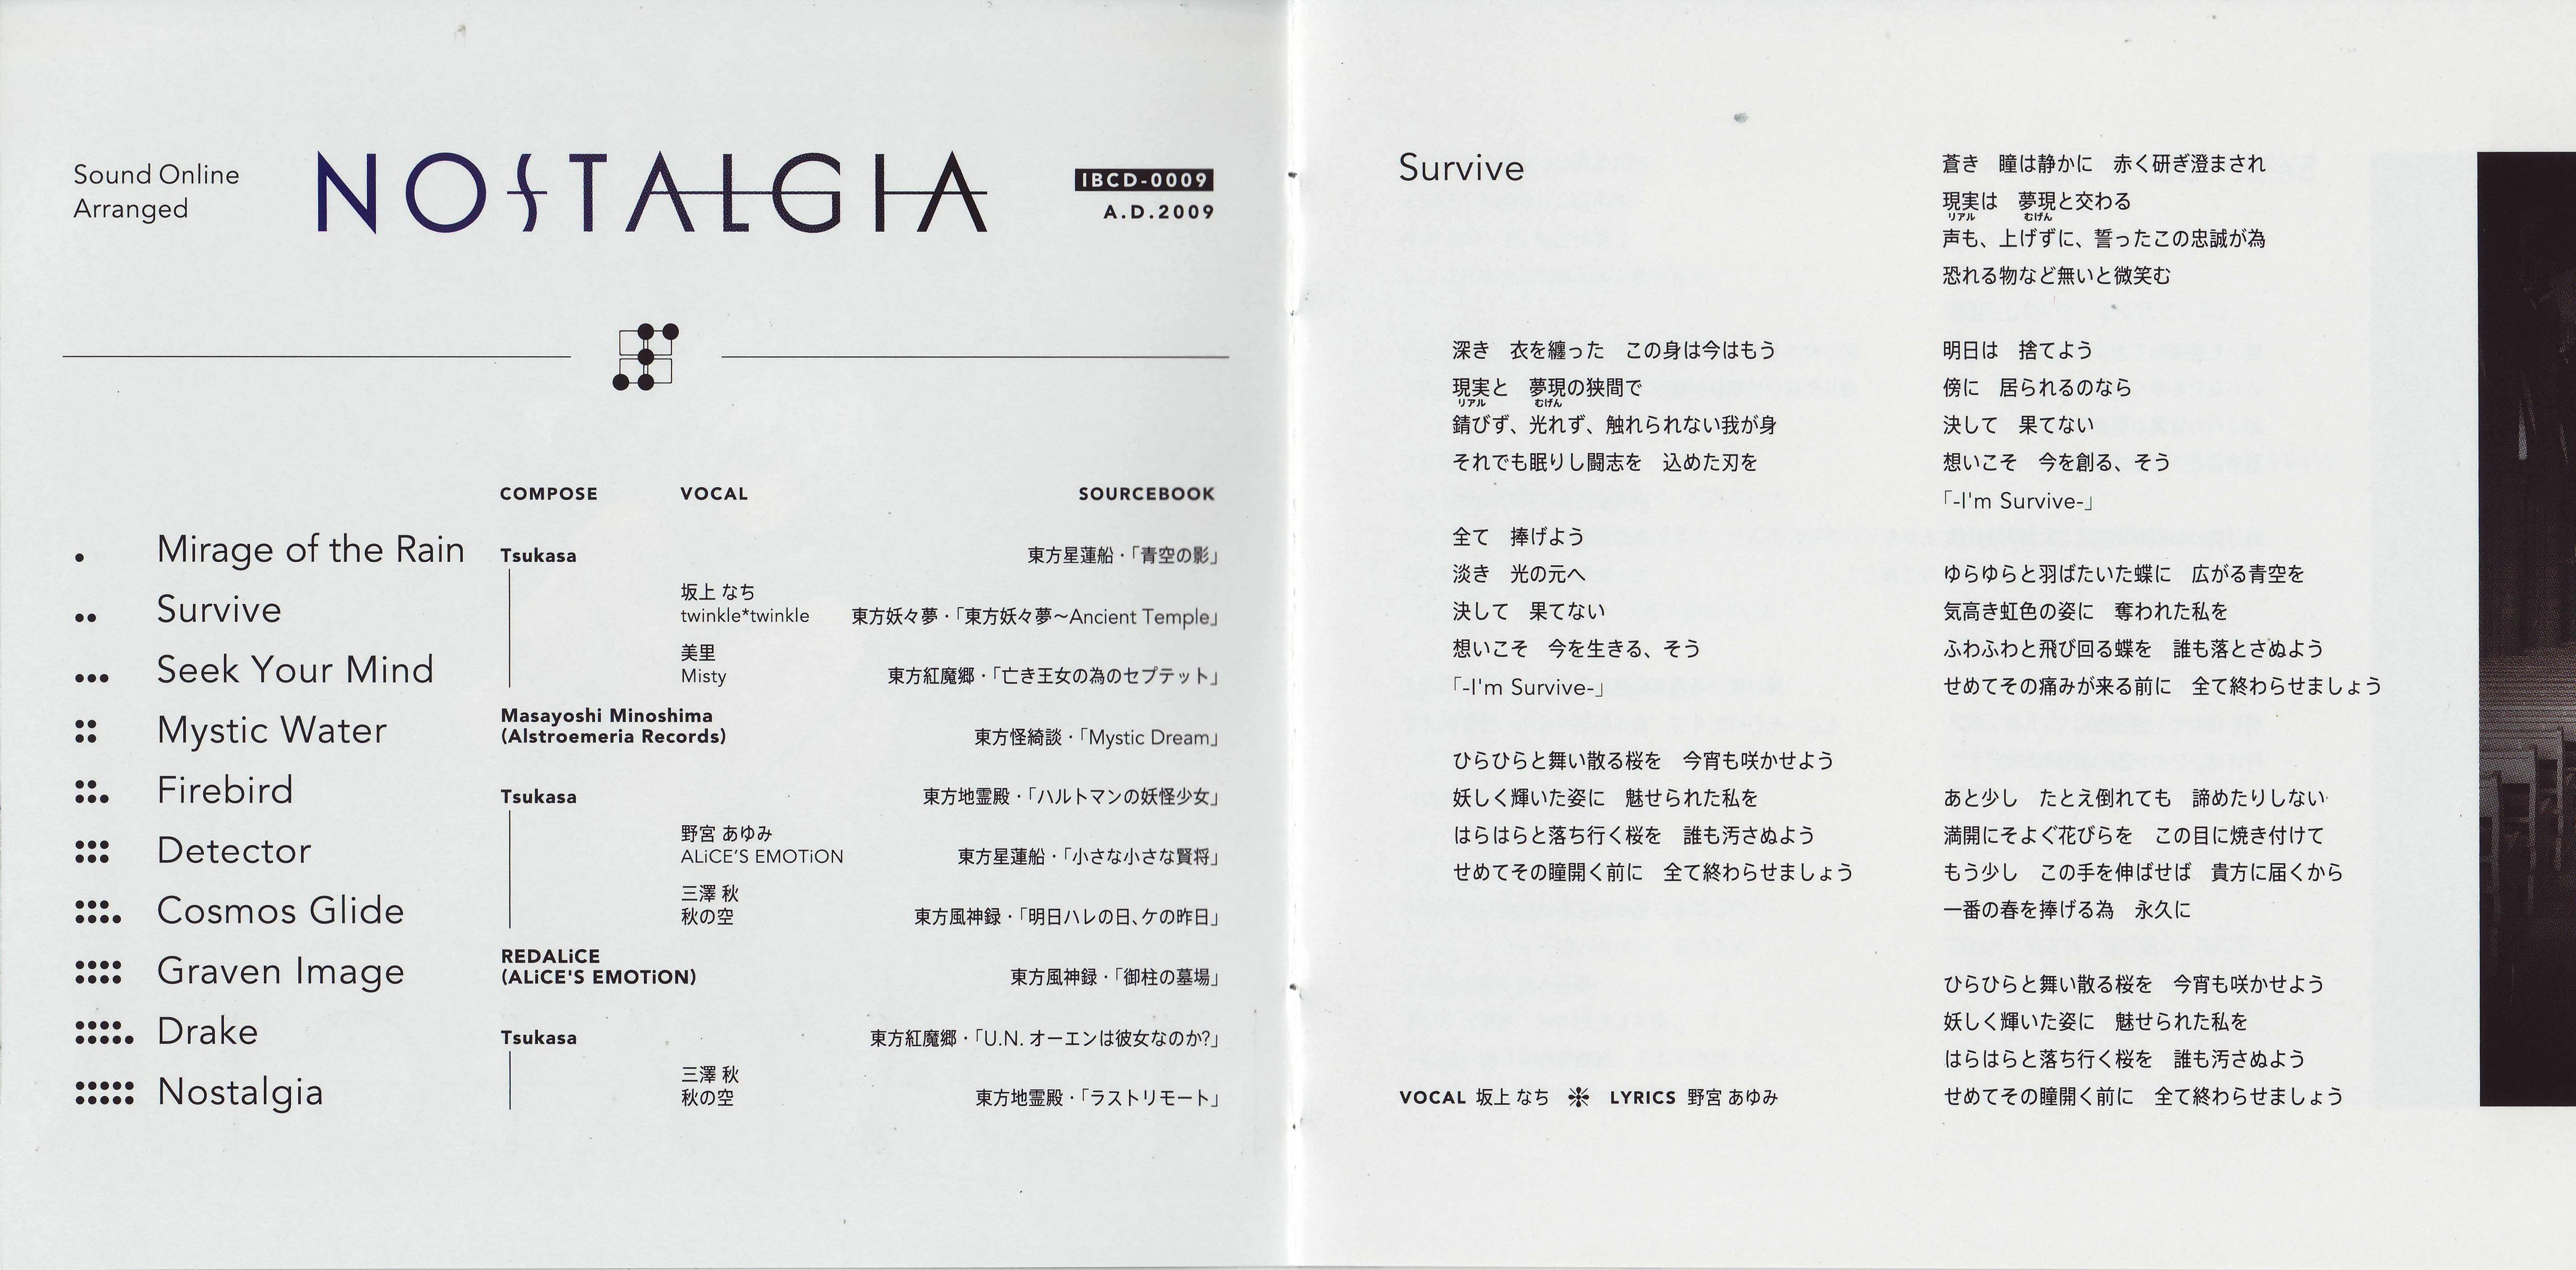 Sound Online
Arranged
NOSTALGIA
IBCD-0009
A.D.2009
COMPOSE VOCAL SOURCEBOOK
Mirage of the Rain Tsukasa 東方星蓮船・「青空の影」
坂上 なち
Survive twinkle*twinkle 東方妖々夢・「東方妖々夢〜Ancient Temple」
美里
Seek Your Mind Misty 東方紅魔郷・「亡き王女の為のセプテット」
Masayoshi Minoshima
Mystic Water (Alstroemeria Records) 東方怪綺談・「Mystic Dream」
Firebird Tsukasa 東方地霊殿・「ハルトマンの妖怪少女」
野宮 あゆみ
Detector ALiCE'S EMOTiON 東方星蓮船・「小さな小さな賢将」
三澤 秋
Cosmos Glide 秋の空 東方風神録・「明日ハレの日、ケの昨日」
REDALiCE
Graven Image (ALiCE'S EMOTiON) 東方風神録・「御柱の墓場」
Drake Tsukasa 東方紅魔郷・「U.N. オーエンは彼女なのか?」
三澤 秋
Nostalgia 秋の空 東方地霊殿・「ラストリモート」
Survive
深き　衣を纏った　この身は今はもう
現実と　夢現の狭間で
リアル　むげん
錆びず、光れず、触れられない我が身
それでも眠りし闘志を　込めた刃を
全て　捧げよう
淡き　光の元へ
決して　果てない
想いこそ　今を生きる、そう
「-I'm Survive-」
ひらひらと舞い散る桜を　今宵も咲かせよう
妖しく輝いた姿に　魅せられた私を
はらはらと落ち行く桜を　誰も汚さぬよう
せめてその瞳開く前に　全て終わらせましょう
VOCAL 坂上 なち LYRICS 野宮 あゆみ
蒼き　瞳は静かに　赤く研ぎ澄まされ
現実は　夢現と交わる
リアル　むげん
声も、上げずに、誓ったこの忠誠が為
恐れる物など無いと微笑む
明日は　捨てよう
傍に　居られるのなら
決して　果てない
想いこそ　今を創る、そう
「-I'm Survive-」
ゆらゆらと羽ばたいた蝶に　広がる青空を
気高き虹色の姿に　奪われた私を
ふわふわと飛び回る蝶を　誰も落とさぬよう
せめてその痛みが来る前に　全て終わらせましょう
あと少し　たとえ倒れても　諦めたりしない
満開にそよぐ花びらを　この目に焼き付けて
もう少し　この手を伸ばせば　貴方に届くから
一番の春を捧げる為　永久に
ひらひらと舞い散る桜を　今宵も咲かせよう
妖しく輝いた姿に　魅せられた私を
はらはらと落ち行く桜を　誰も汚さぬよう
せめてその瞳開く前に　全て終わらせましょう